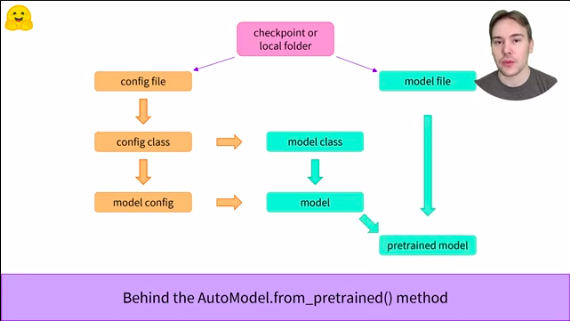 checkpoint or
local folder
config file
model file
config class
model class
model config
model
pretrained model
Behind the AutoModel.from_pretrained() method